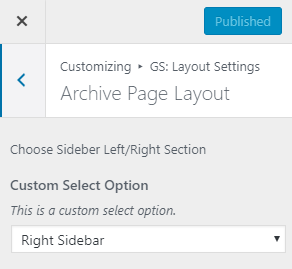 Published
Customizing ▸ GS: Layout Settings
Archive Page Layout
Choose Sideber Left/Right Section
Custom Select Option
This is a custom select option.
Right Sidebar